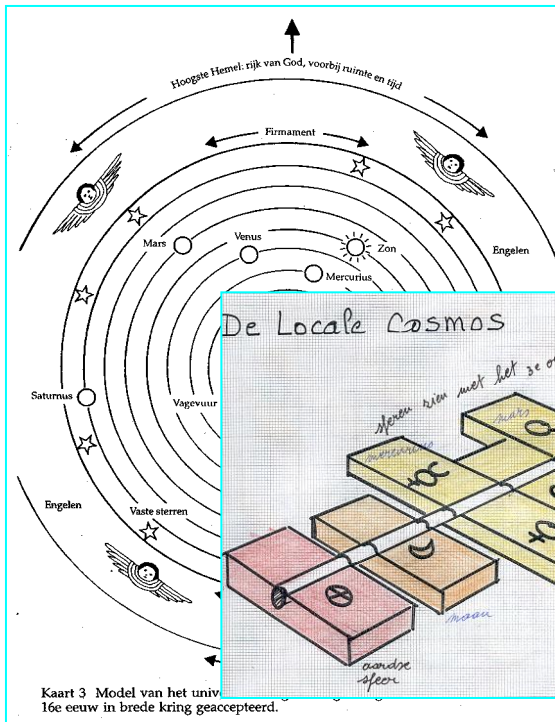 Hoogste Hemel: rijk van God, voorbij ruimte en tijd
Firmament
Mars
Venus
Zon
Mercurius
Engelen
Saturnus
Vagevuur
Engelen
Vaste sterren
Kaart 3 Model van het unive
16e eeuw in brede kring geaccepteerd.
De Locale Cosmos
sferen zien met het 3e o
mars
mercurius
maan
aardse
sfeer